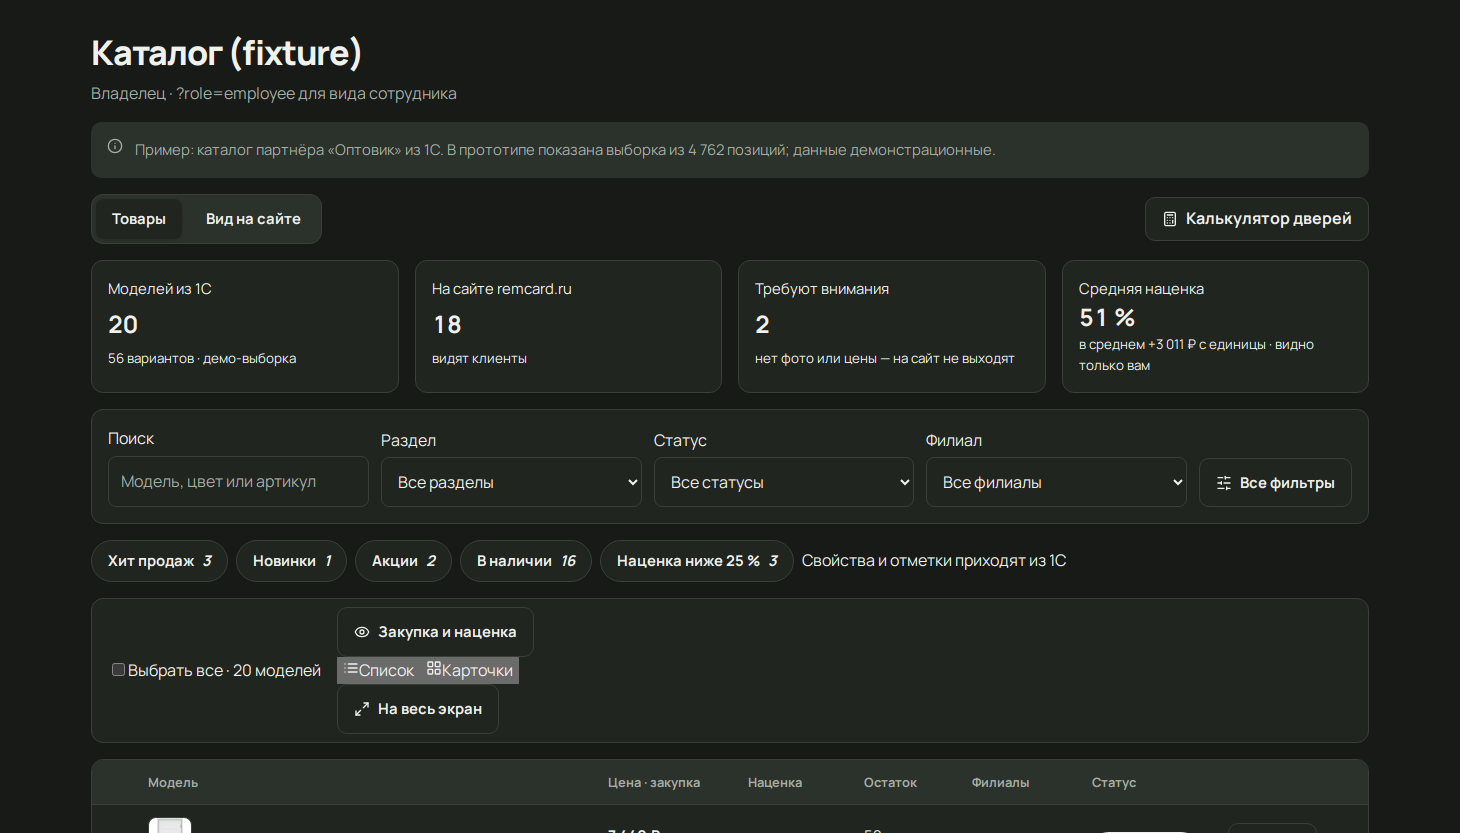 Каталог (fixture)
Владелец · ?role=employee для вида сотрудника
Пример: каталог партнёра «Оптовик» из 1С. В прототипе показана выборка из 4 762 позиций; данные демонстрационные.
Товары
Вид на сайте
Калькулятор дверей
Моделей из 1С
20
56 вариантов · демо-выборка
На сайте remcard.ru
18
видят клиенты
Требуют внимания
2
нет фото или цены — на сайт не выходят
Средняя наценка
51 %
в среднем +3 011 ₽ с единицы · видно
только вам
Поиск
Модель, цвет или артикул
Раздел
Все разделы
Статус
Все статусы
Филиал
Все филиалы
Все фильтры
Хит продаж 3
Новинки 1
Акции 2
В наличии 16
Наценка ниже 25 % 3
Свойства и отметки приходят из 1С
Выбрать все · 20 моделей
Закупка и наценка
Список
Карточки
На весь экран
Модель
Цена · закупка
Наценка
Остаток
Филиалы
Статус